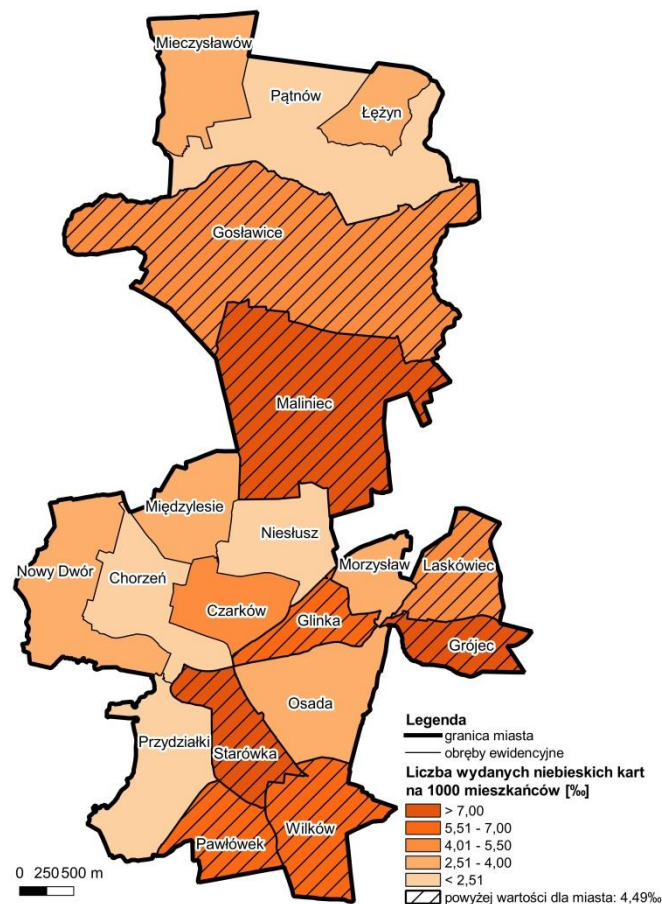 Mieczysławów
Pątnów
Łężyn
Gosławice
Maliniec
Międzylesie
Niesłusz
Nowy Dwór
Chorzeń
Czarków
Morzysław
Laskówiec
Glinka
Grójec
Osada
Przydziałki
Starówka
Pawłówek
Wilków
Legenda
granica miasta
obręby ewidencyjne
Liczba wydanych niebieskich kart
na 1000 mieszkańców [‰]
> 7,00
5,51 - 7,00
4,01 - 5,50
2,51 - 4,00
< 2,51
powyżej wartości dla miasta: 4,49‰
0 250 500 m